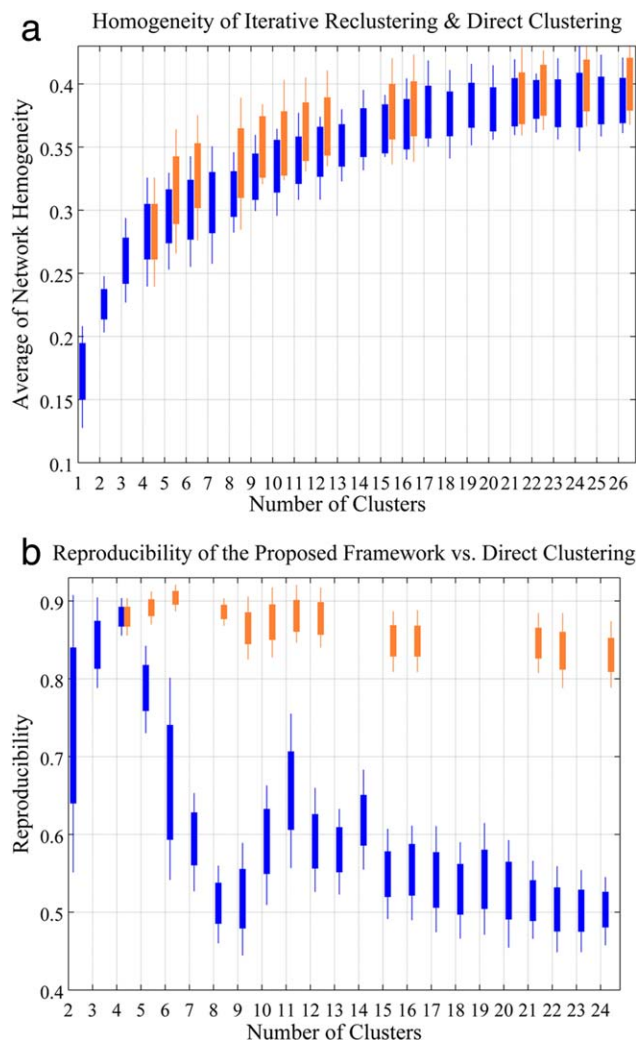 a
Homogeneity of Iterative Reclustering & Direct Clustering
Average of Network Hemogeneity
0.4
0.35
0.3
0.25
0.2
0.15
0.1
1 2 3 4 5 6 7 8 9 10 11 12 13 14 15 16 17 18 19 20 21 22 23 24 25 26
Number of Clusters
b
Reproducibility of the Proposed Framework vs. Direct Clustering
Reproducibility
0.9
0.8
0.7
0.6
0.5
0.4
2 3 4 5 6 7 8 9 10 11 12 13 14 15 16 17 18 19 20 21 22 23 24
Number of Clusters